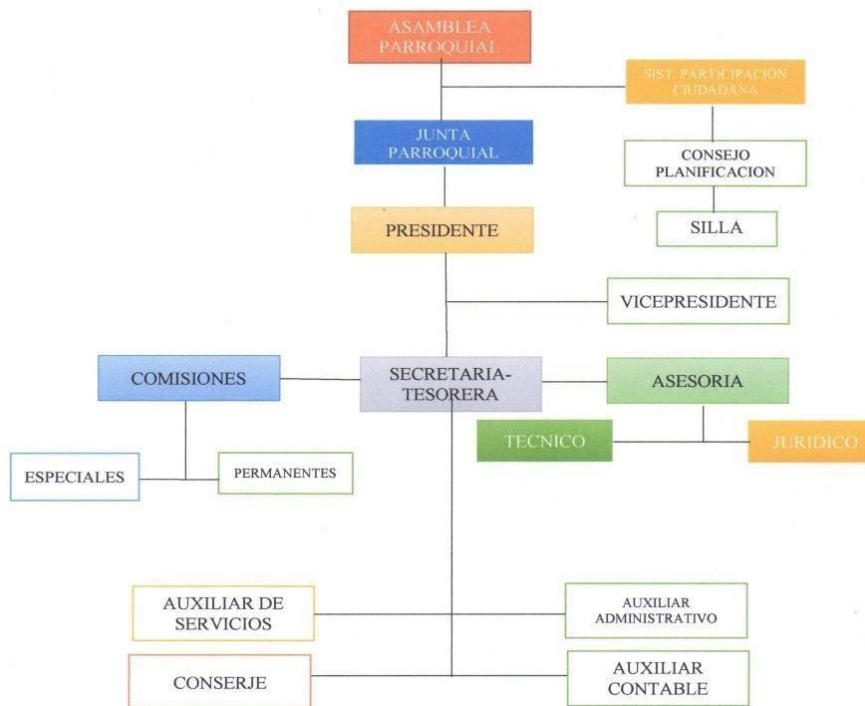 ASAMBLEA
PARROQUIAL
SIST. PARTICIPACION
CIUDADANA
JUNTA
PARROQUIAL
CONSEJO
PLANIFICACION
SILLA
PRESIDENTE
VICEPRESIDENTE
COMISIONES
SECRETARIA-
TESORERA
ASESORIA
TECNICO
JURIDICO
ESPECIALES
PERMANENTES
AUXILIAR DE
SERVICIOS
AUXILIAR
ADMINISTRATIVO
CONSERJE
AUXILIAR
CONTABLE